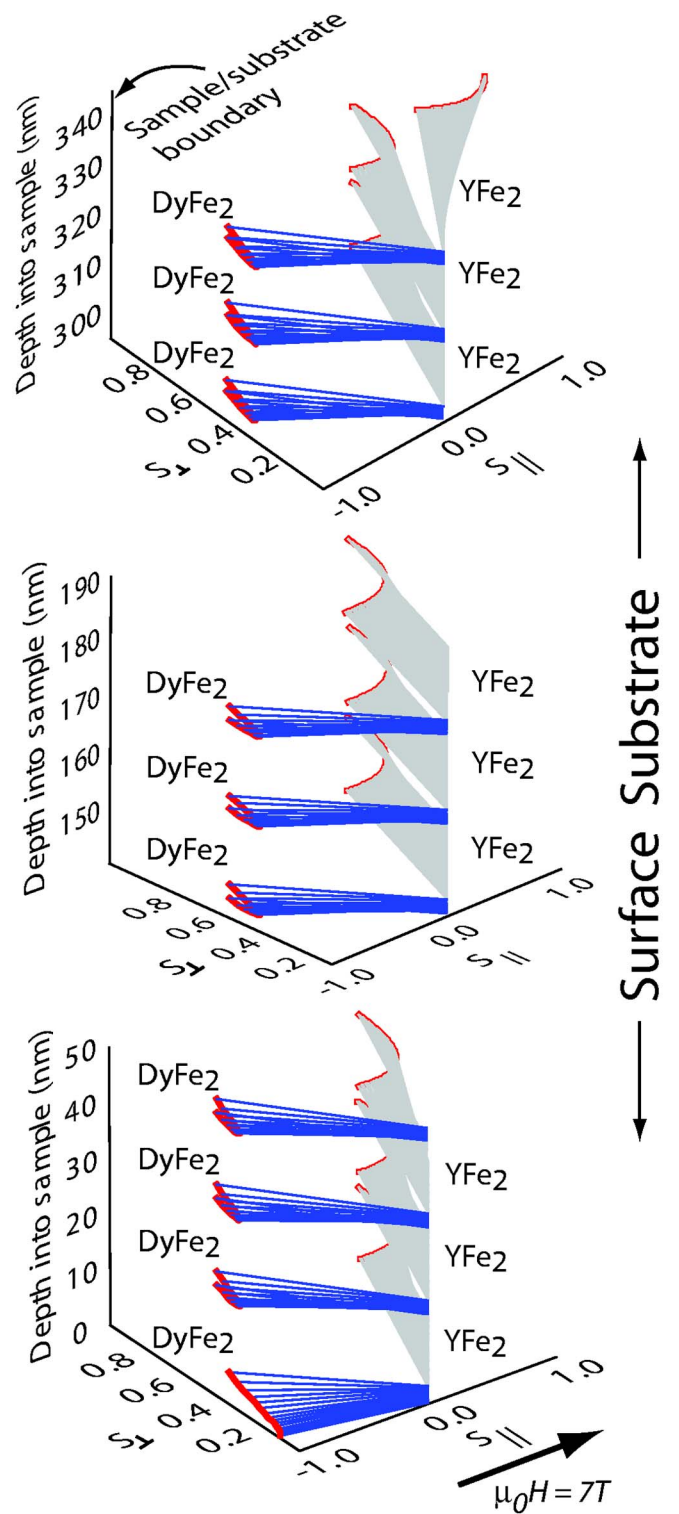 Sample/substrate
boundary
Depth into sample (nm)
340
330
320
310
300
DyFe2
DyFe2
DyFe2
YFe2
YFe2
YFe2
0.8
0.6
0.4
0.2
S⊥
-1.0
0.0
1.0
S||
Depth into sample (nm)
190
180
170
160
150
DyFe2
DyFe2
DyFe2
YFe2
YFe2
YFe2
0.8
0.6
0.4
0.2
S⊥
-1.0
0.0
1.0
S||
Depth into sample (nm)
50
40
30
20
10
0
DyFe2
DyFe2
DyFe2
DyFe2
YFe2
YFe2
YFe2
0.8
0.6
0.4
0.2
S⊥
-1.0
0.0
1.0
S||
μ0H = 7T
Surface Substrate